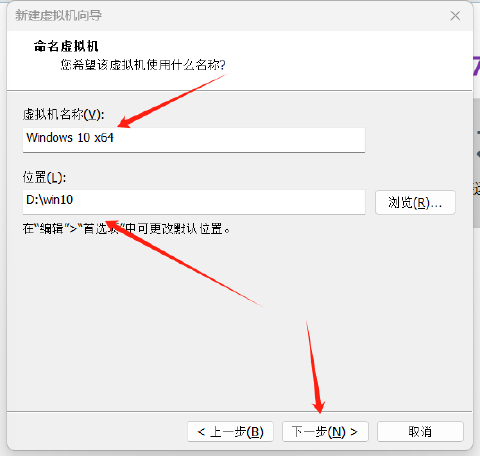 新建虚拟机向导
命名虚拟机
您希望该虚拟机使用什么名称?
虚拟机名称(V):
Windows 10 x64
位置(L):
D:\win10
浏览(R)...
在“编辑”>“首选项”中可更改默认位置。
< 上一步(B)
下一步(N) >
取消